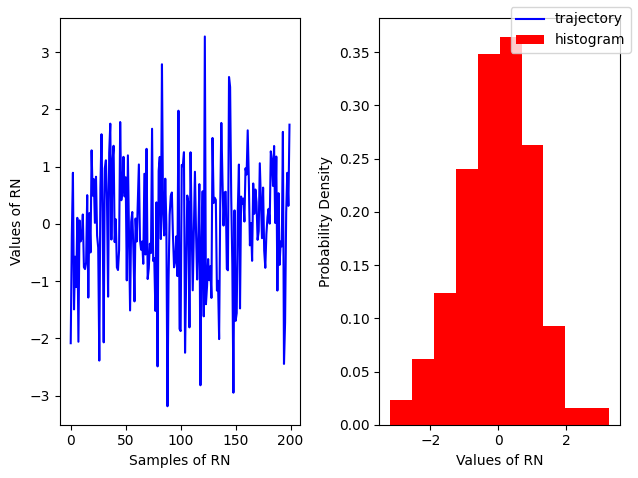 trajectory
histogram
Values of RN
3
2
1
0
−1
−2
−3
0 50 100 150 200
Samples of RN
Probability Density
0.35
0.30
0.25
0.20
0.15
0.10
0.05
0.00
−2 0 2
Values of RN